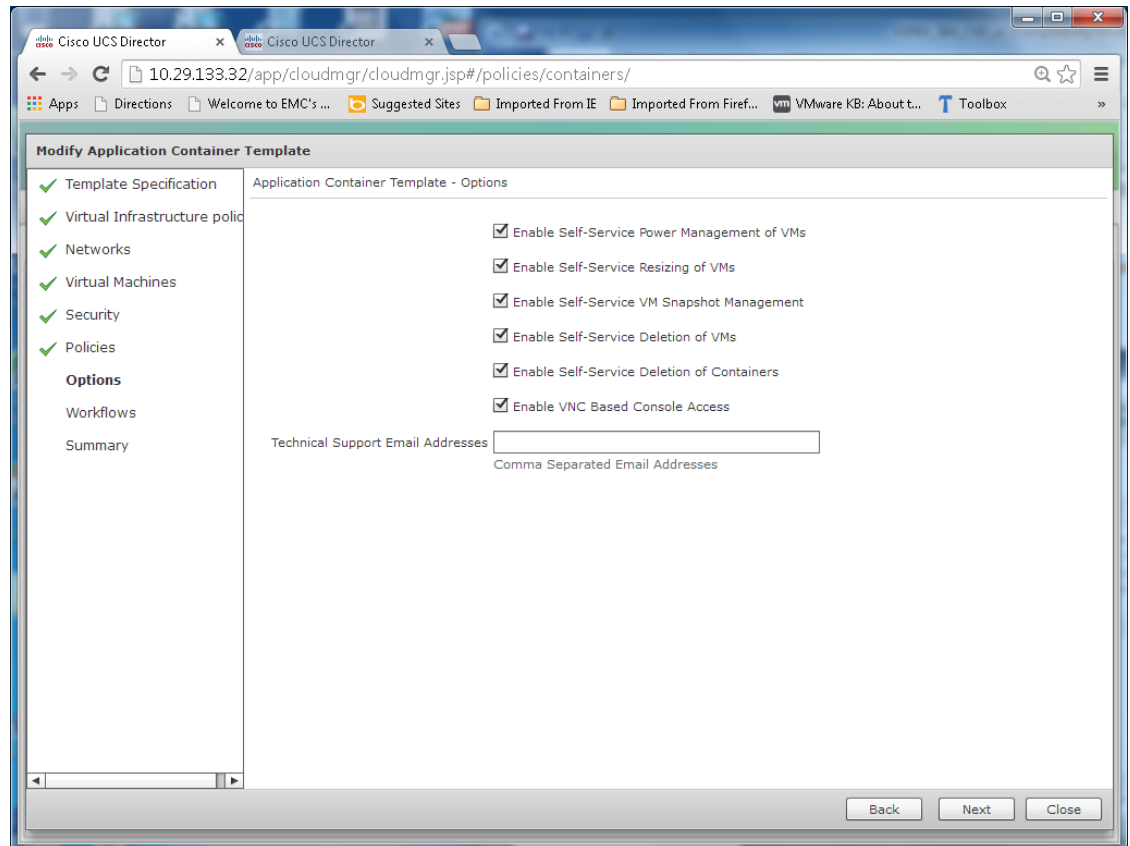 Cisco UCS Director × Cisco UCS Director ×
10.29.133.32/app/cloudmgr/cloudmgr.jsp#/policies/containers/
Apps Directions Welcome to EMC's ... Suggested Sites Imported From IE Imported From Firef... VMware KB: About t... Toolbox »
Modify Application Container Template
Template Specification
Virtual Infrastructure polic
Networks
Virtual Machines
Security
Policies
Options
Workflows
Summary
Application Container Template - Options
Enable Self-Service Power Management of VMs
Enable Self-Service Resizing of VMs
Enable Self-Service VM Snapshot Management
Enable Self-Service Deletion of VMs
Enable Self-Service Deletion of Containers
Enable VNC Based Console Access
Technical Support Email Addresses
Comma Separated Email Addresses
Back Next Close